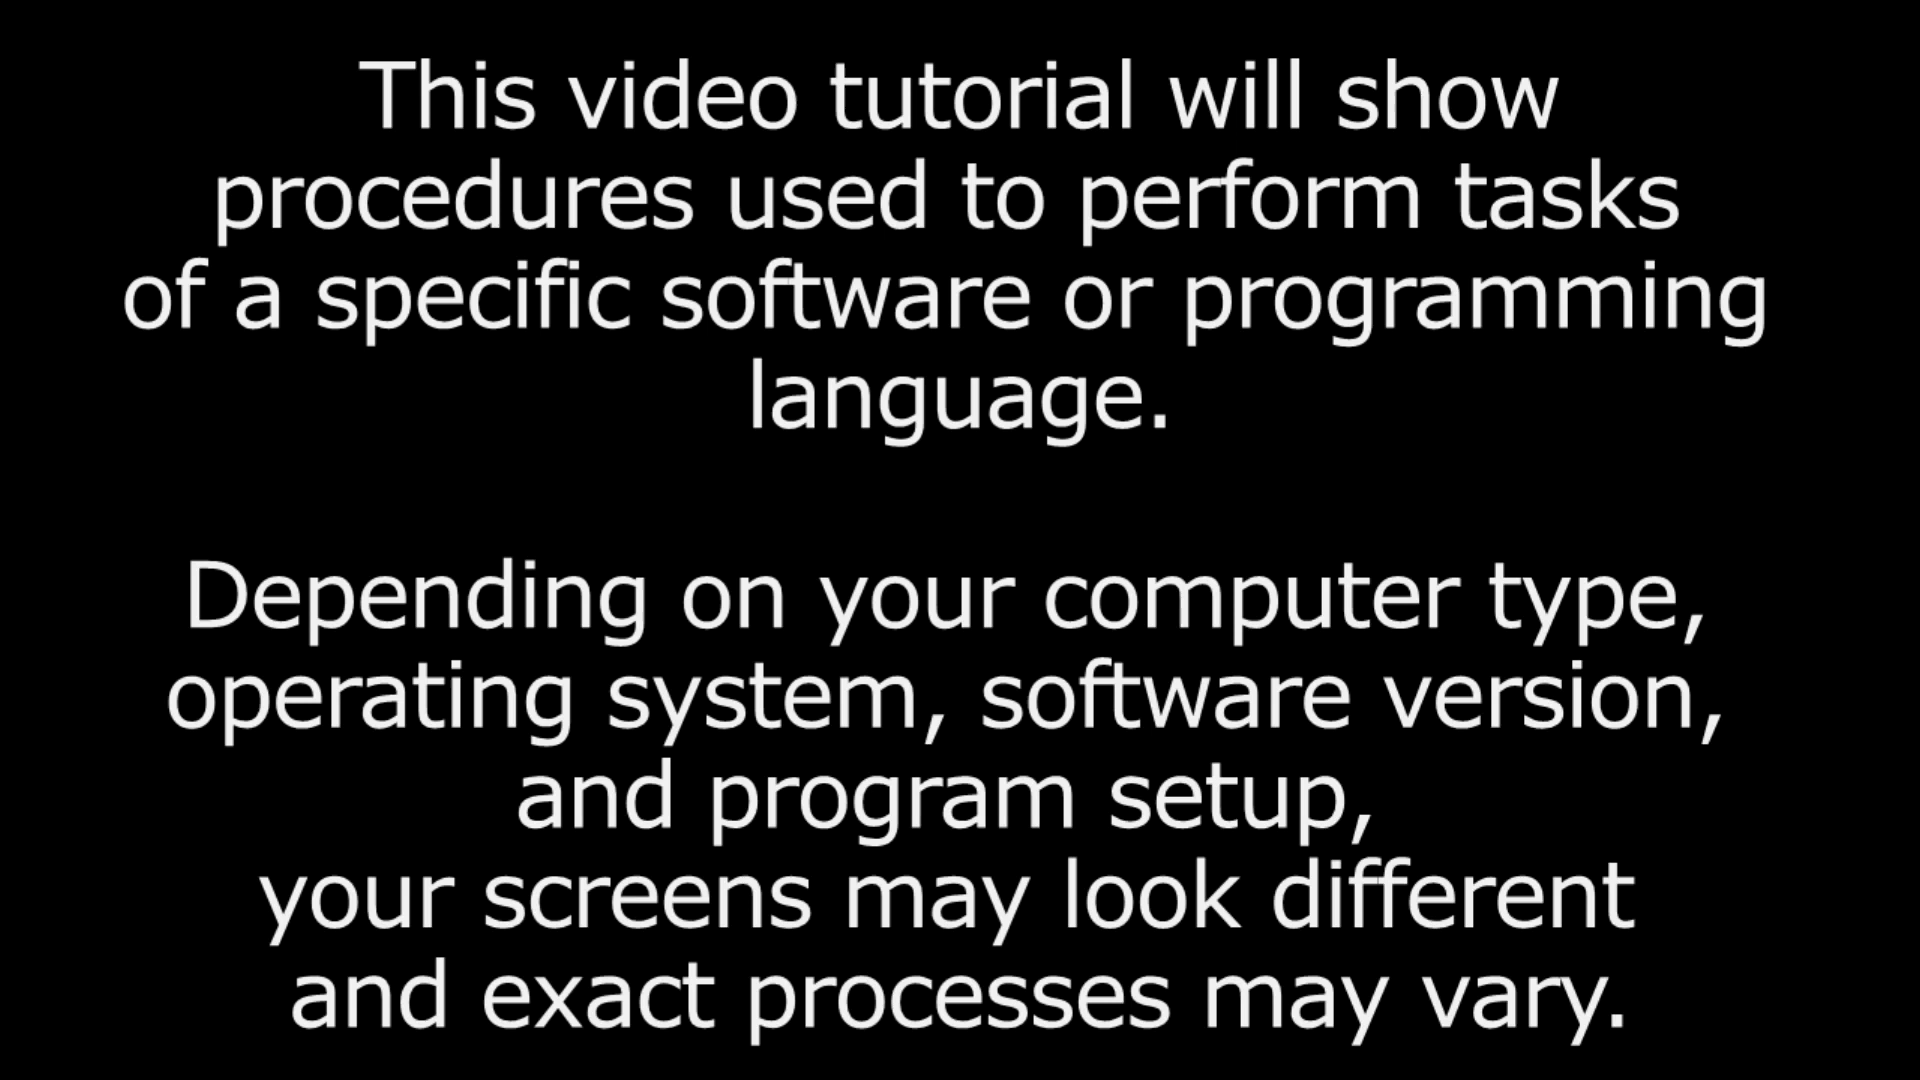 This video tutorial will show
procedures used to perform tasks
of a specific software or programming
language.
Depending on your computer type,
operating system, software version,
and program setup,
your screens may look different
and exact processes may vary.